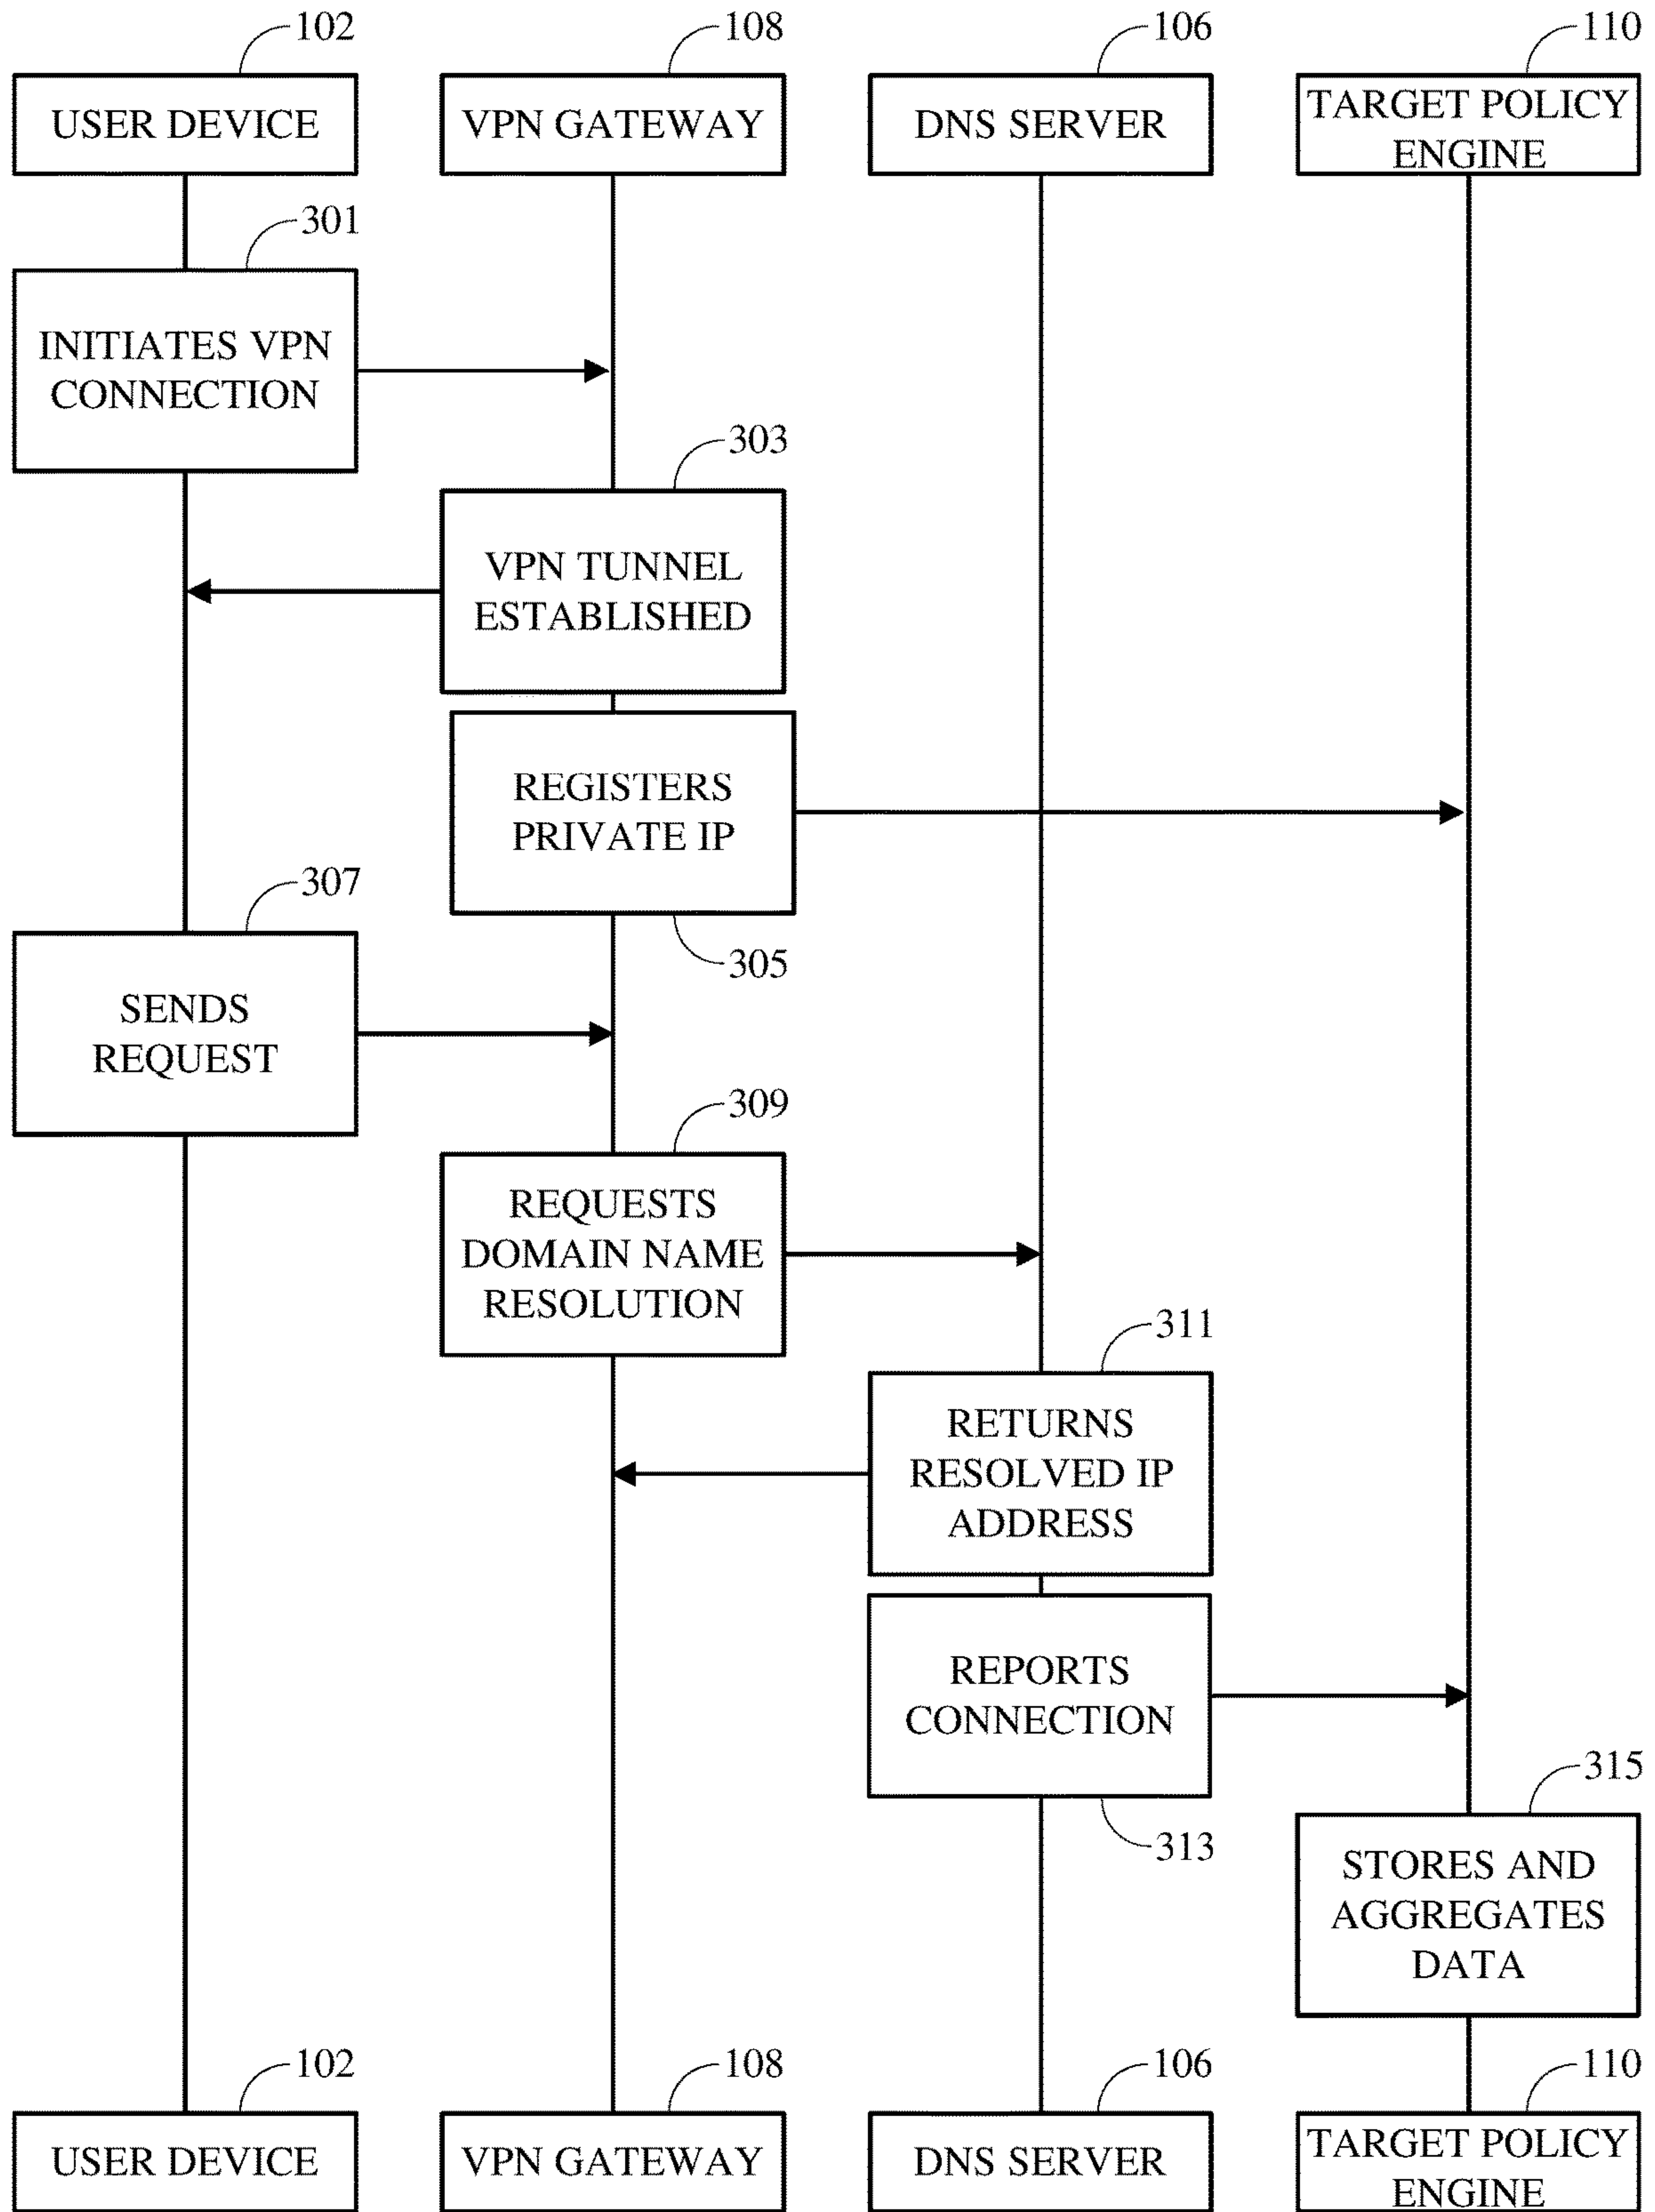 102
108
106
110
USER DEVICE
VPN GATEWAY
DNS SERVER
TARGET POLICY
ENGINE
301
INITIATES VPN
CONNECTION
303
VPN TUNNEL
ESTABLISHED
REGISTERS
PRIVATE IP
305
307
SENDS
REQUEST
309
REQUESTS
DOMAIN NAME
RESOLUTION
311
RETURNS
RESOLVED IP
ADDRESS
REPORTS
CONNECTION
313
315
STORES AND
AGGREGATES
DATA
102
108
106
110
USER DEVICE
VPN GATEWAY
DNS SERVER
TARGET POLICY
ENGINE